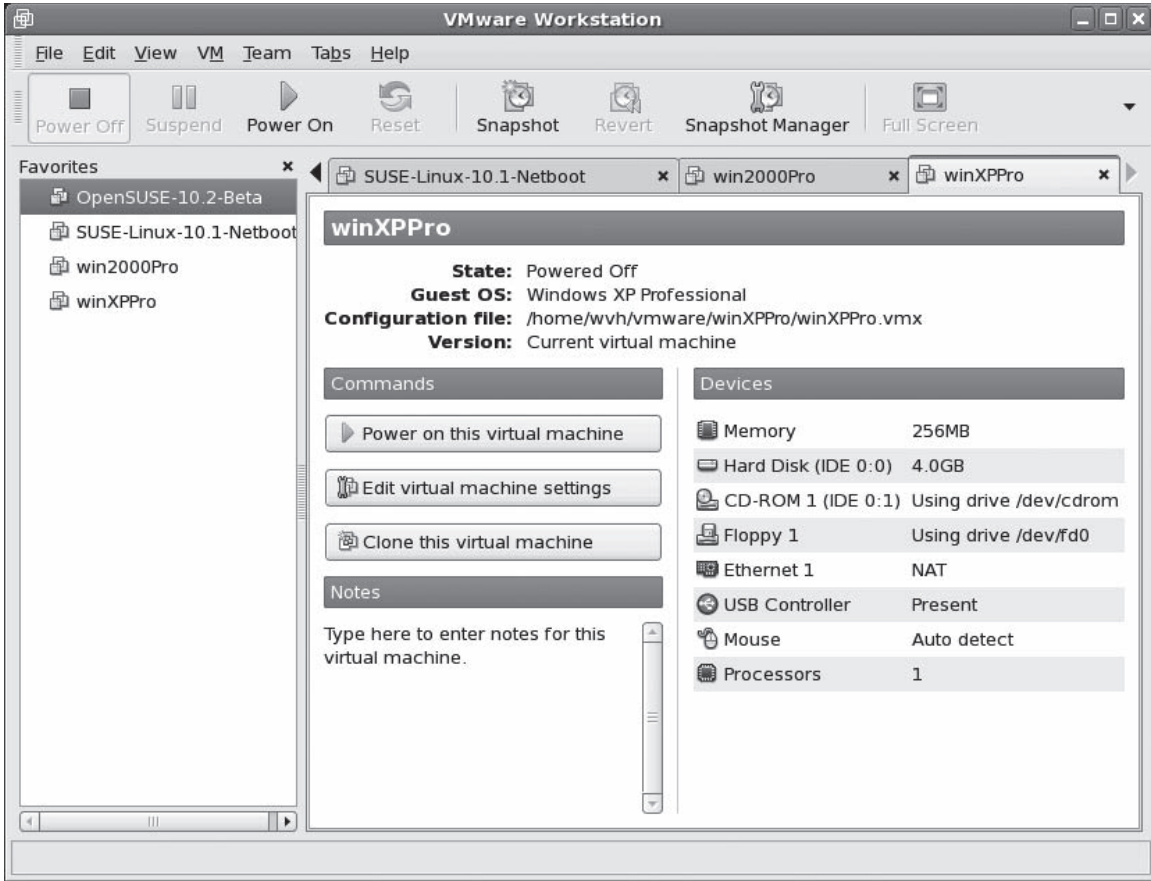 VMware Workstation
File Edit View VM Team Tabs Help
Power Off Suspend Power On Reset Snapshot Revert Snapshot Manager Full Screen
Favorites
OpenSUSE-10.2-Beta
SUSE-Linux-10.1-Netboot
win2000Pro
winXPPro
SUSE-Linux-10.1-Netboot win2000Pro winXPPro
winXPPro
State: Powered Off
Guest OS: Windows XP Professional
Configuration file: /home/wvh/vmware/winXPPro/winXPPro.vmx
Version: Current virtual machine
Commands
Power on this virtual machine
Edit virtual machine settings
Clone this virtual machine
Notes
Type here to enter notes for this
virtual machine.
Devices
Memory 256MB
Hard Disk (IDE 0:0) 4.0GB
CD-ROM 1 (IDE 0:1) Using drive /dev/cdrom
Floppy 1 Using drive /dev/fd0
Ethernet 1 NAT
USB Controller Present
Mouse Auto detect
Processors 1